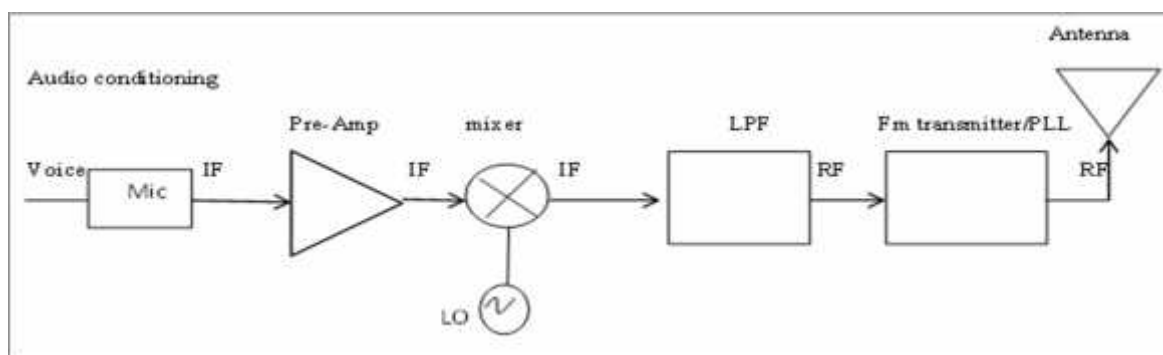 Antenna
Audio conditioning
Pre-Amp mixer LPF Fm transmitter/PLL
Voice IF IF IF RF RF
Mic
LO